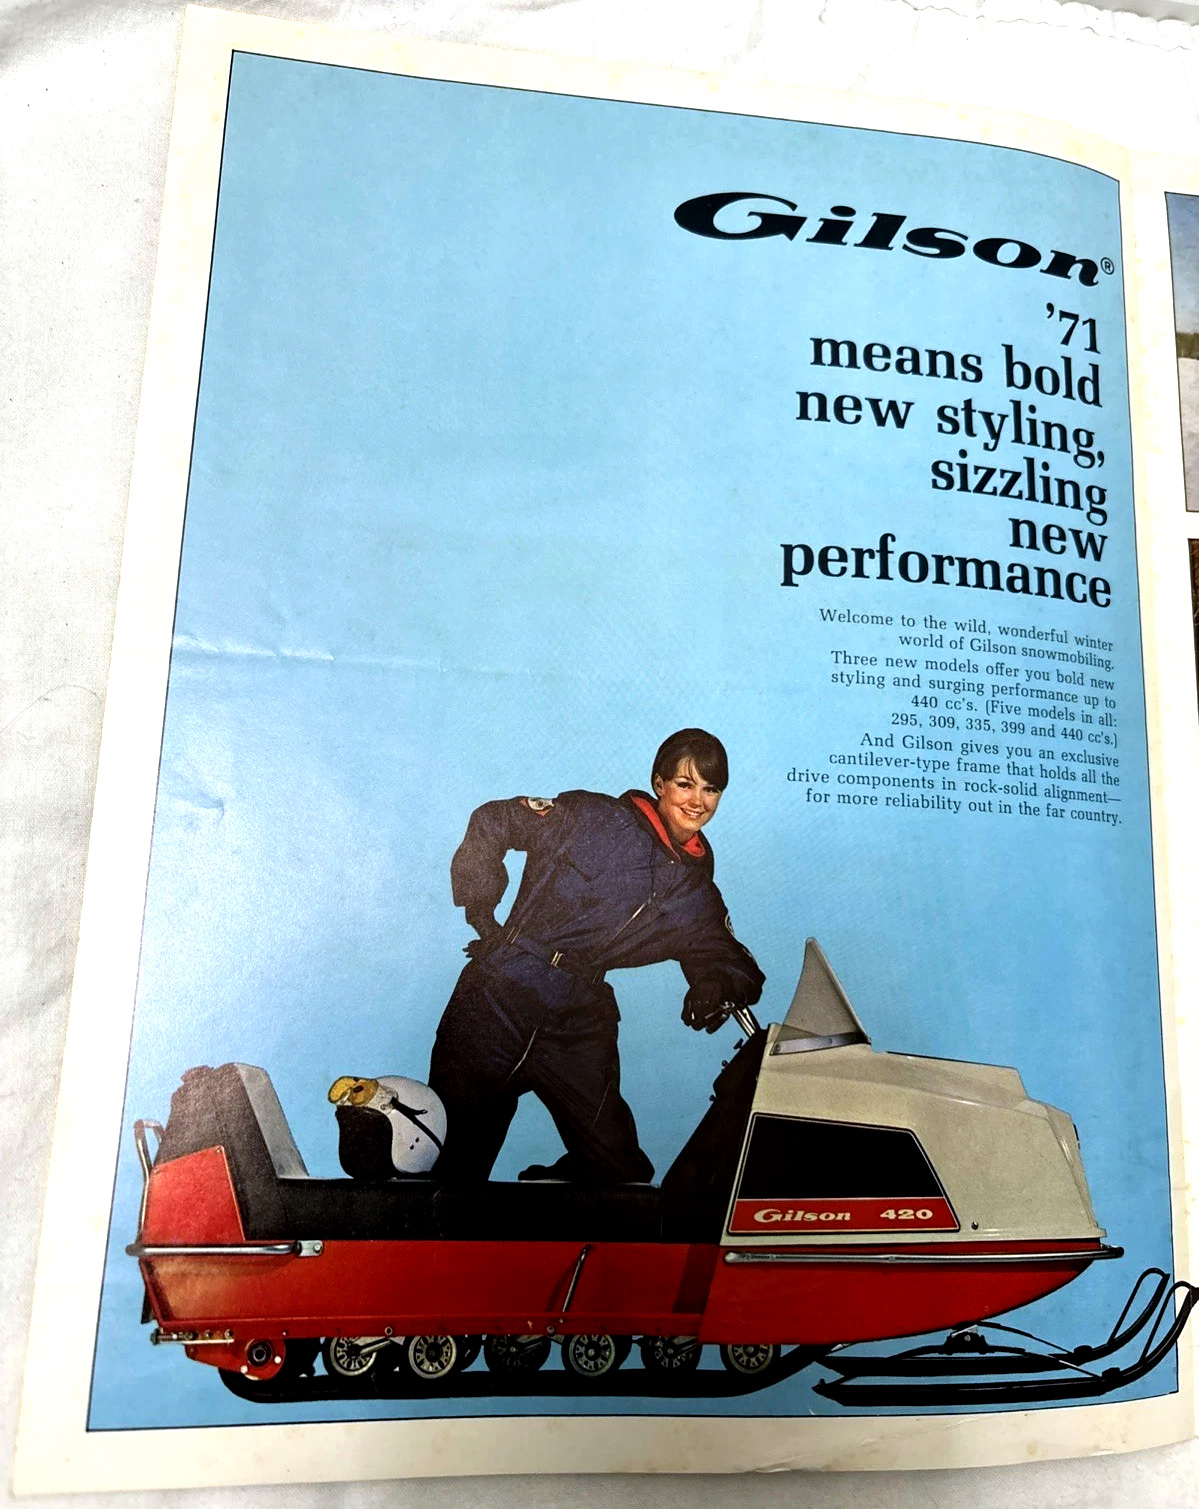 Gilson®
'71
means bold
new styling,
sizzling
new
performance
Welcome to the wild, wonderful winter
world of Gilson snowmobiling.
Three new models offer you bold new
styling and surging performance up to
440 cc's. (Five models in all:
295, 309, 335, 399 and 440 cc's.)
And Gilson gives you an exclusive
cantilever-type frame that holds all the
drive components in rock-solid alignment—
for more reliability out in the far country.
Gilson 420